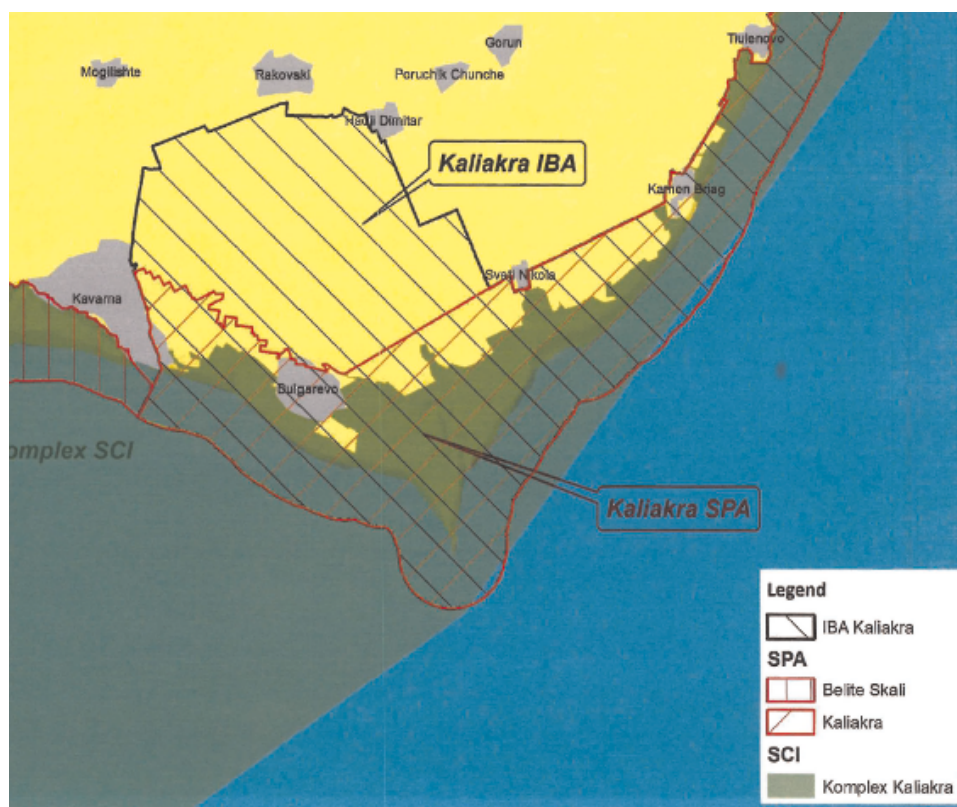 Tiulenovo
Gorun
Mogilishte
Rakovski
Poruchik Chunche
Hadji Dimitar
Kaliakra IBA
Kamen Briag
Sveti Nikola
Kavarna
Bulgarevo
omplex SCI
Kaliakra SPA
Legend
IBA Kaliakra
SPA
Belite Skali
Kaliakra
SCI
Komplex Kaliakra